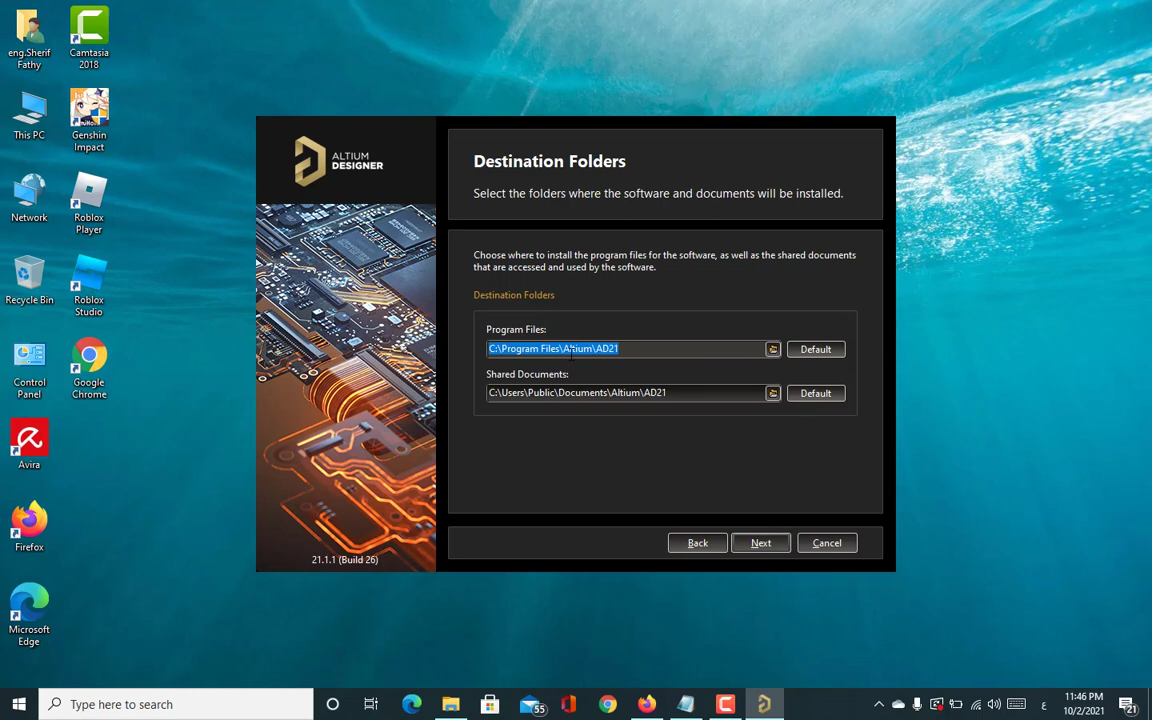 eng.Sherif
Fathy
Camtasia
2018
This PC
Genshin
Impact
Network
Roblox
Player
Recycle Bin
Roblox
Studio
Control
Panel
Google
Chrome
Avira
Firefox
Microsoft
Edge
ALTIUM
DESIGNER
21.1.1 (Build 26)
Destination Folders
Select the folders where the software and documents will be installed.
Choose where to install the program files for the software, as well as the shared documents
that are accessed and used by the software.
Destination Folders
Program Files:
C:\Program Files\Altium\AD21
Default
Shared Documents:
C:\Users\Public\Documents\Altium\AD21
Default
Back
Next
Cancel
Type here to search
55
ع
11:46 PM
10/2/2021
21